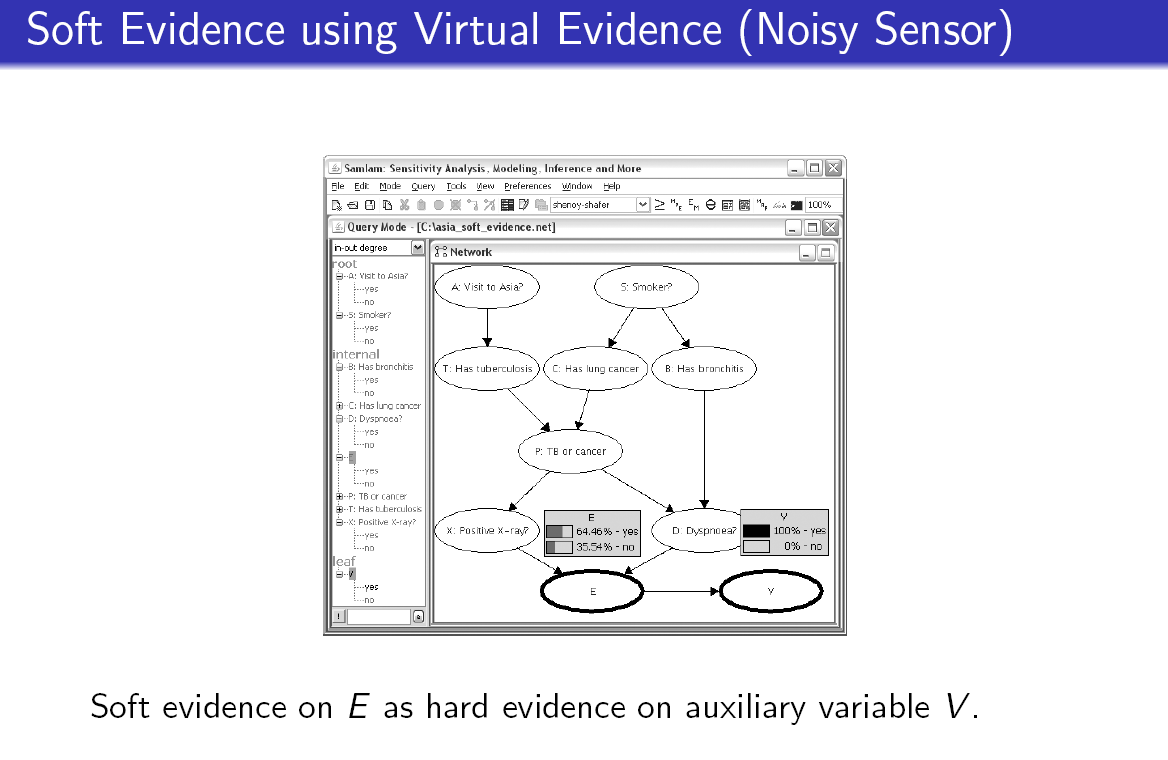 Soft Evidence using Virtual Evidence (Noisy Sensor)
SamIam: Sensitivity Analysis, Modeling, Inference and More
File Edit Mode Query Tools View Preferences Window Help
shenoy-shafer 100%
Query Mode - [C:\asia_soft_evidence.net]
in-out degree
root
A: Visit to Asia?
yes
no
S: Smoker?
yes
no
internal
B: Has bronchitis
yes
no
C: Has lung cancer
D: Dyspnoea?
yes
no
yes
no
P: TB or cancer
T: Has tuberculosis
X: Positive X-ray?
yes
no
leaf
V
yes
no
Network
A: Visit to Asia? S: Smoker?
T: Has tuberculosis C: Has lung cancer B: Has bronchitis
P: TB or cancer
X: Positive X-ray? D: Dyspnoea?
E
64.46% - yes
35.54% - no
V
100% - yes
0% - no
E V
Soft evidence on E as hard evidence on auxiliary variable V.